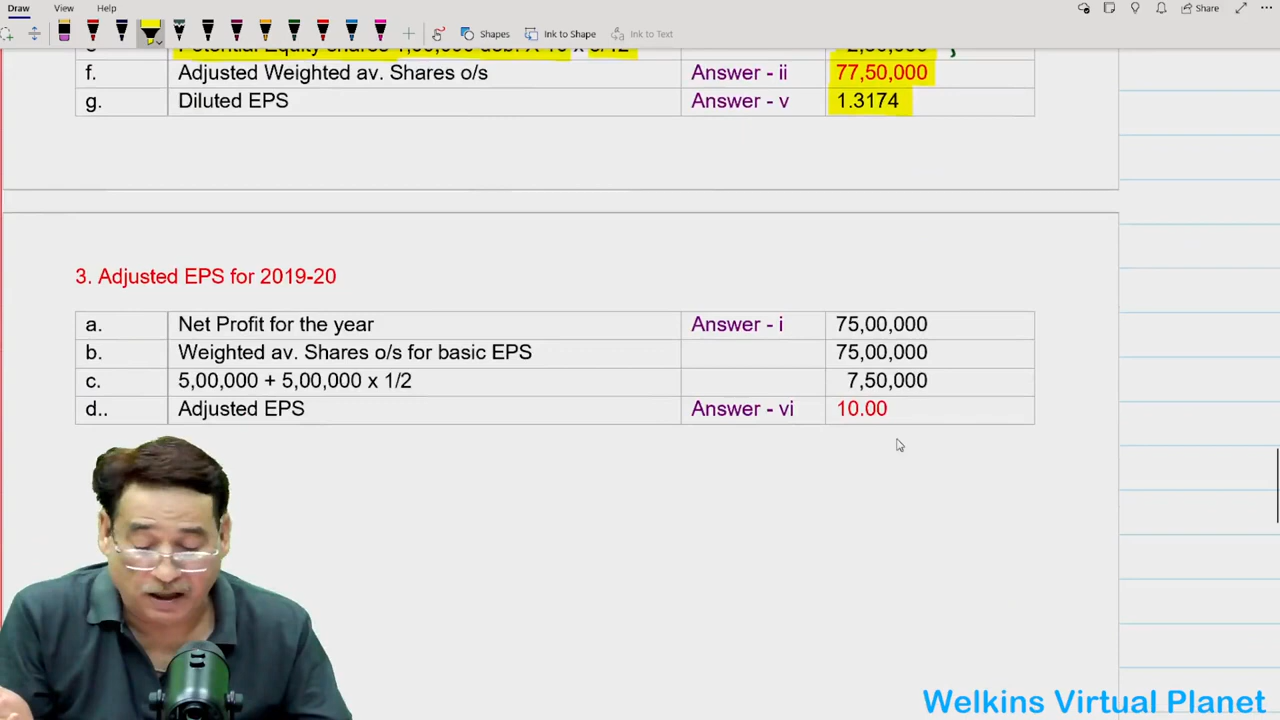 Draw View Help
Share
Shapes Ink to Shape Ink to Text
f. Adjusted Weighted av. Shares o/s Answer - ii 77,50,000
g. Diluted EPS Answer - v 1.3174
3. Adjusted EPS for 2019-20
a. Net Profit for the year Answer - i 75,00,000
b. Weighted av. Shares o/s for basic EPS 75,00,000
c. 5,00,000 + 5,00,000 x 1/2 7,50,000
d.. Adjusted EPS Answer - vi 10.00
Welkins Virtual Planet